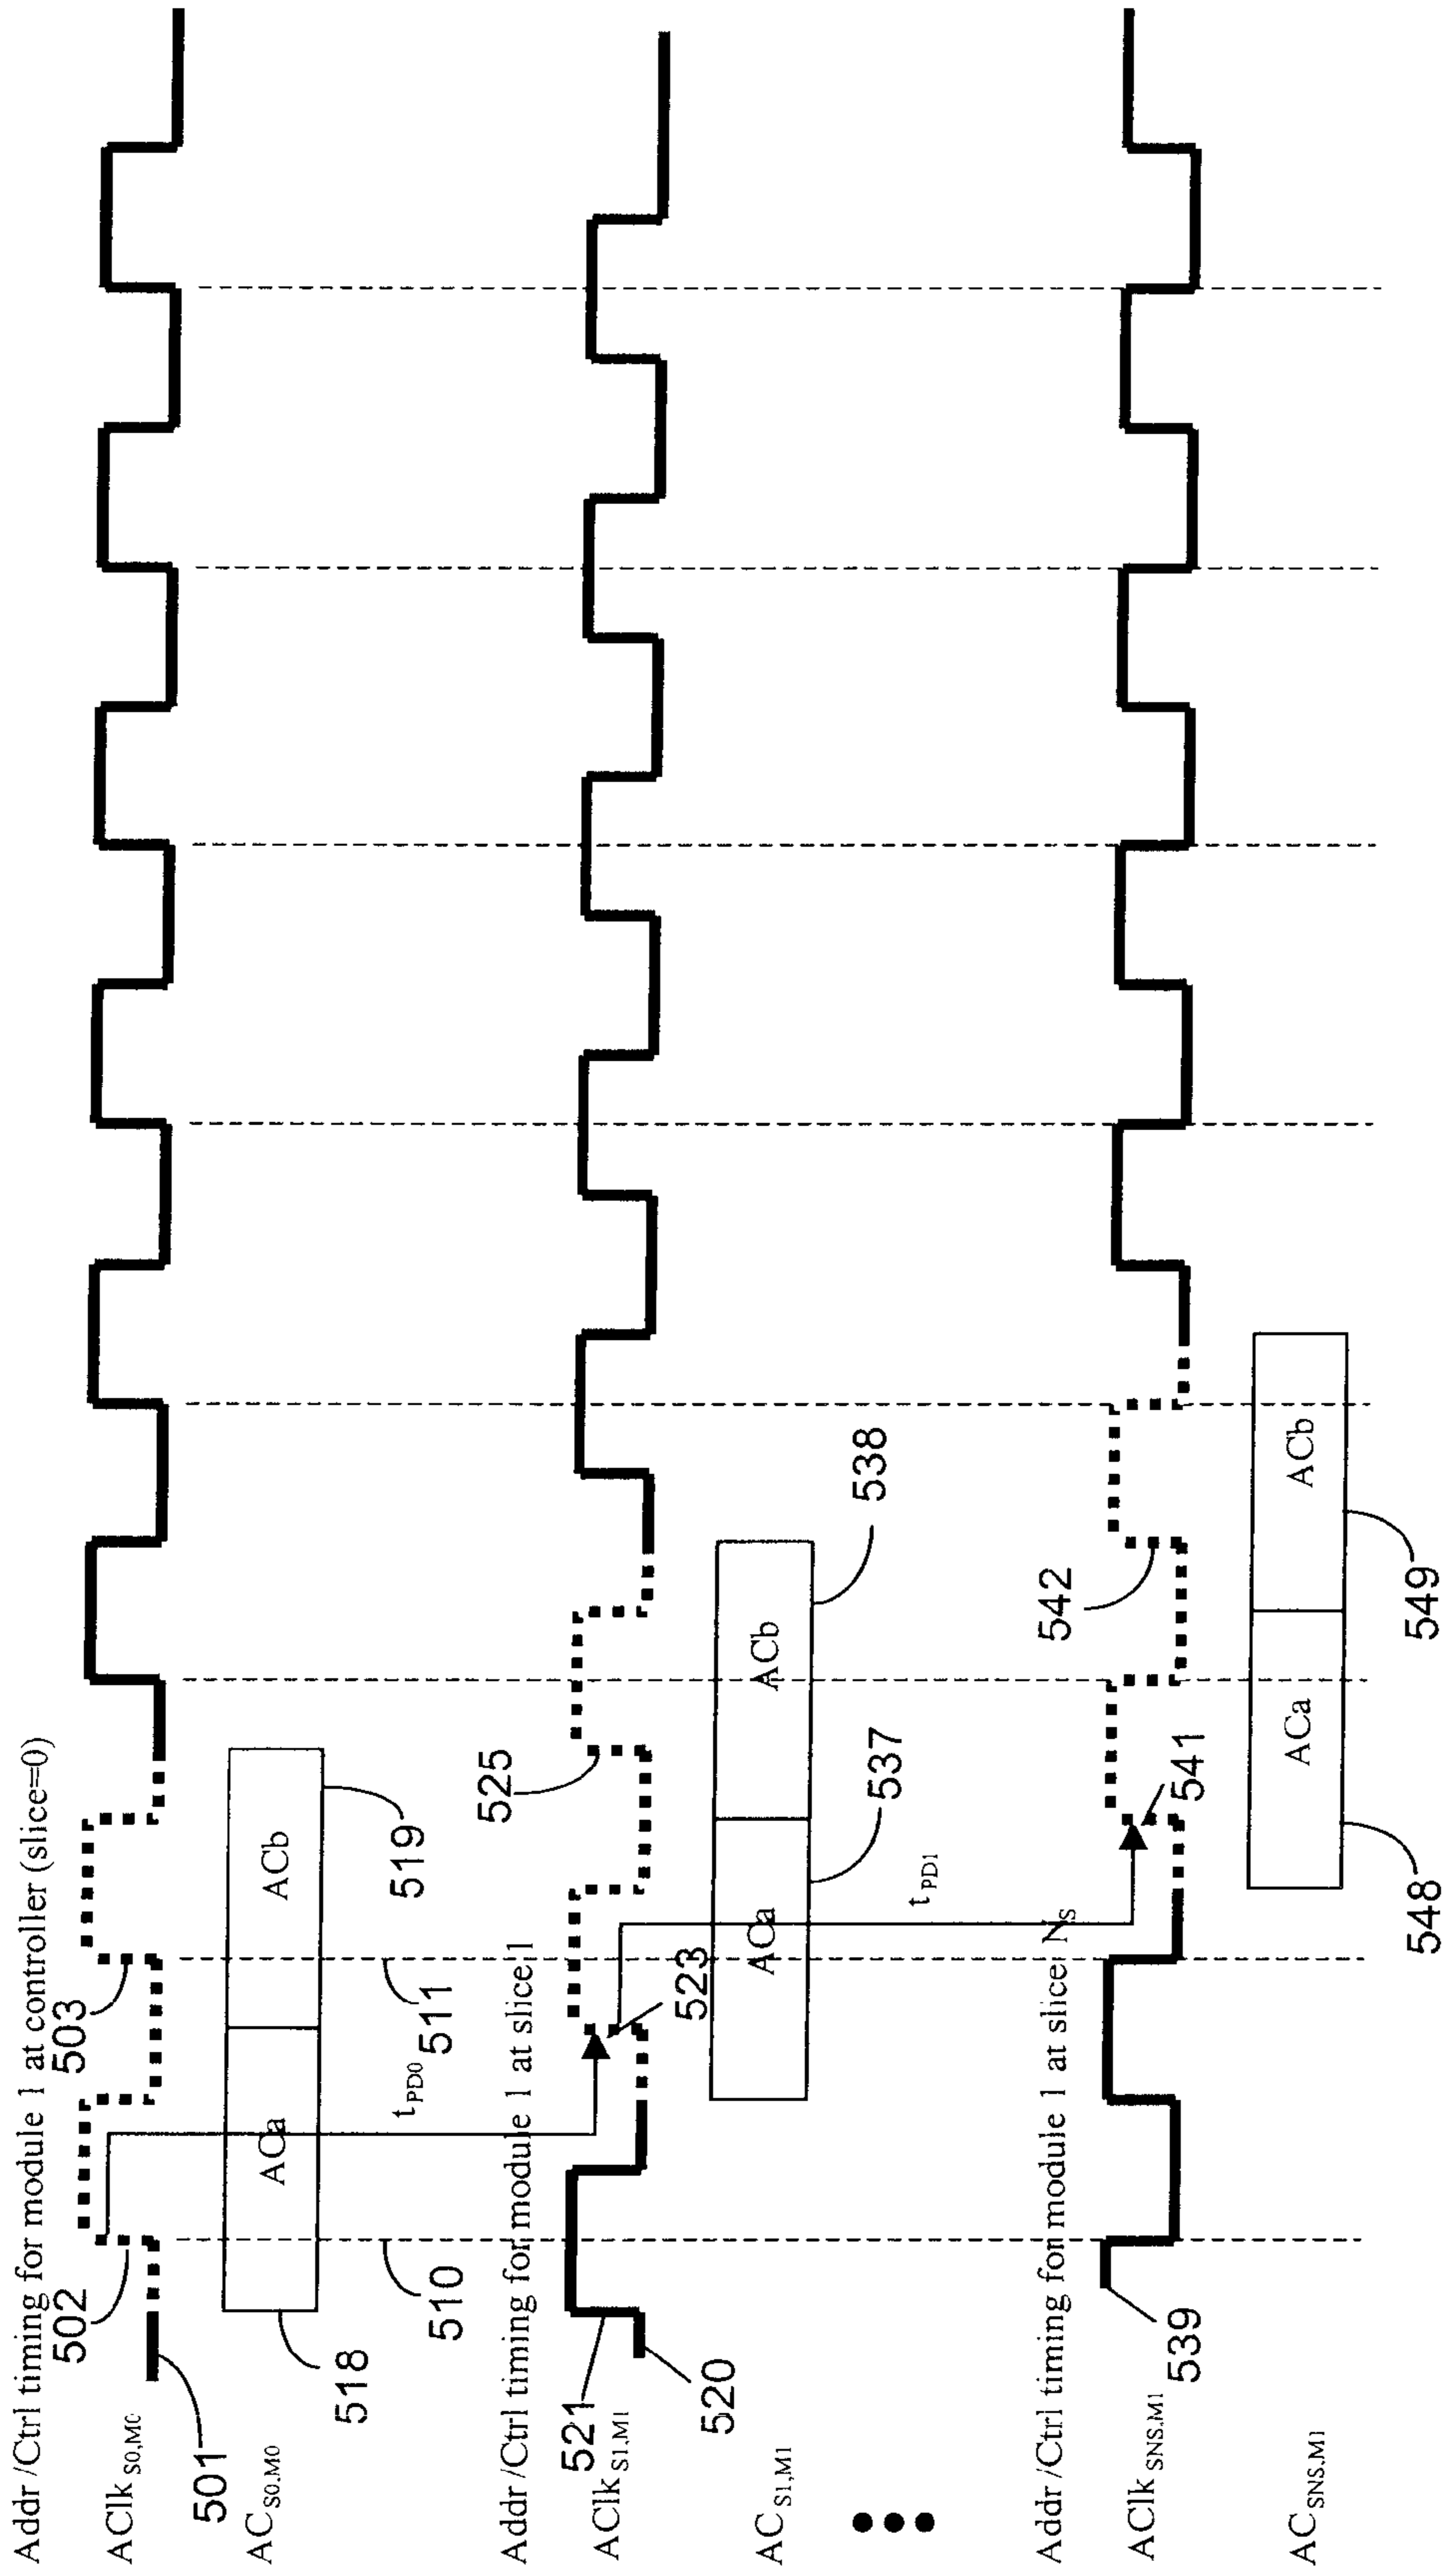 Addr /Ctrl timing for module 1 at controller (slice=0)
502
503
AClk S0,M0
501
AC S0,M0
ACa
ACb
518
519
tPD0
510
511
Addr /Ctrl timing for module 1 at slice 1
521
523
525
AClk S1,M1
520
AC S1,M1
ACa
ACb
537
538
tPD1
Addr /Ctrl timing for module 1 at slice Ns
541
542
AClk SNS,M1
539
AC SNS,M1
ACa
ACb
548
549